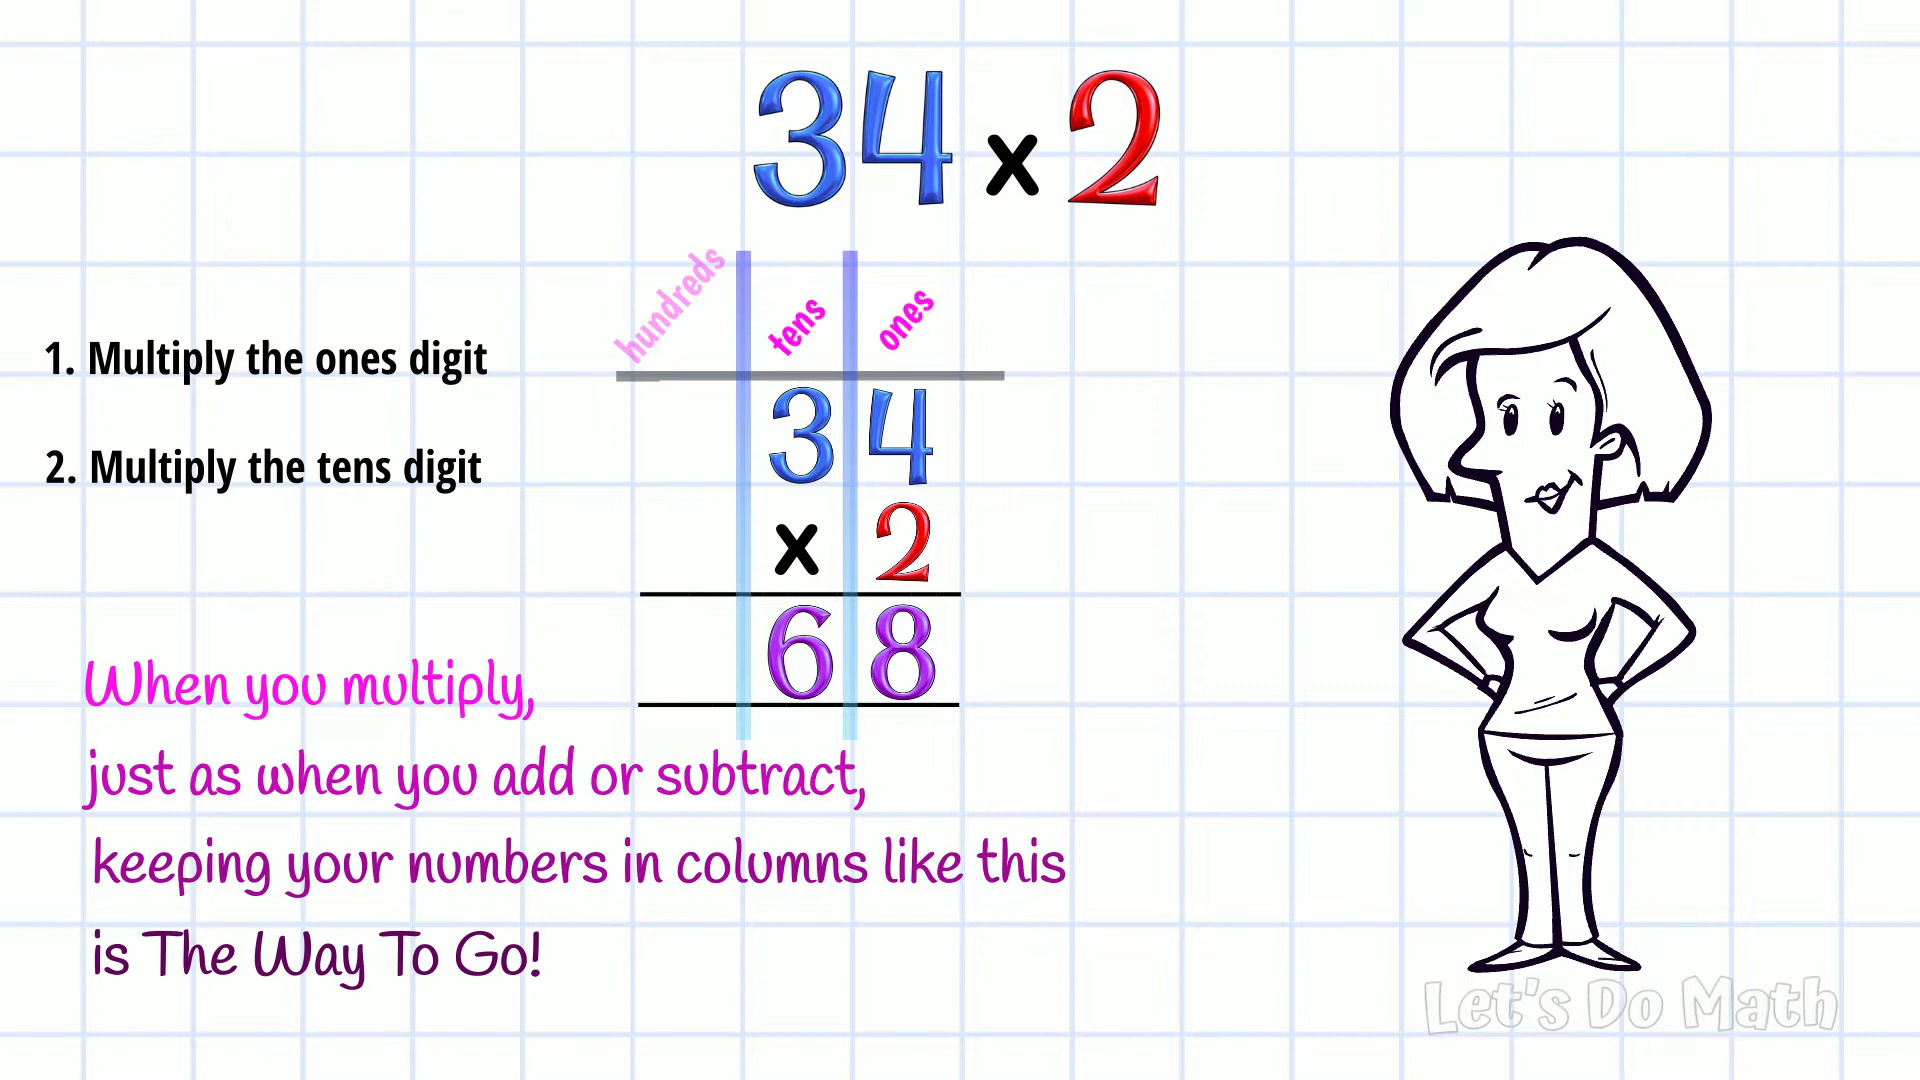 34 x 2
hundreds tens ones
1. Multiply the ones digit
34
2. Multiply the tens digit
x 2
68
When you multiply,
just as when you add or subtract,
keeping your numbers in columns like this
is The Way To Go!
Let's Do Math